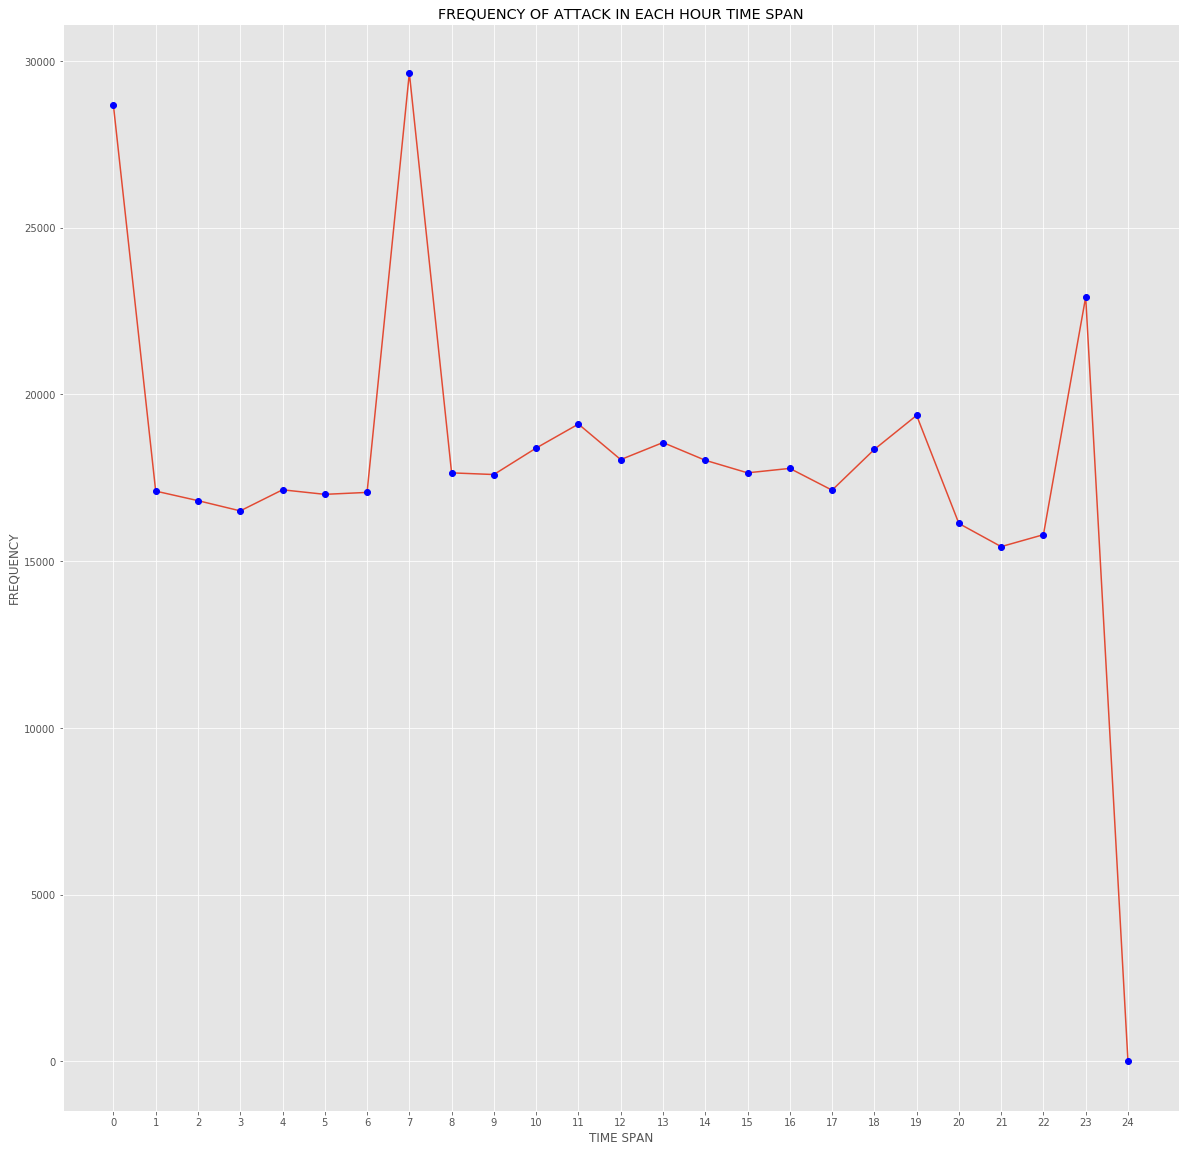 FREQUENCY OF ATTACK IN EACH HOUR TIME SPAN
30000
25000
20000
15000
10000
5000
0
FREQUENCY
0 1 2 3 4 5 6 7 8 9 10 11 12 13 14 15 16 17 18 19 20 21 22 23 24
TIME SPAN